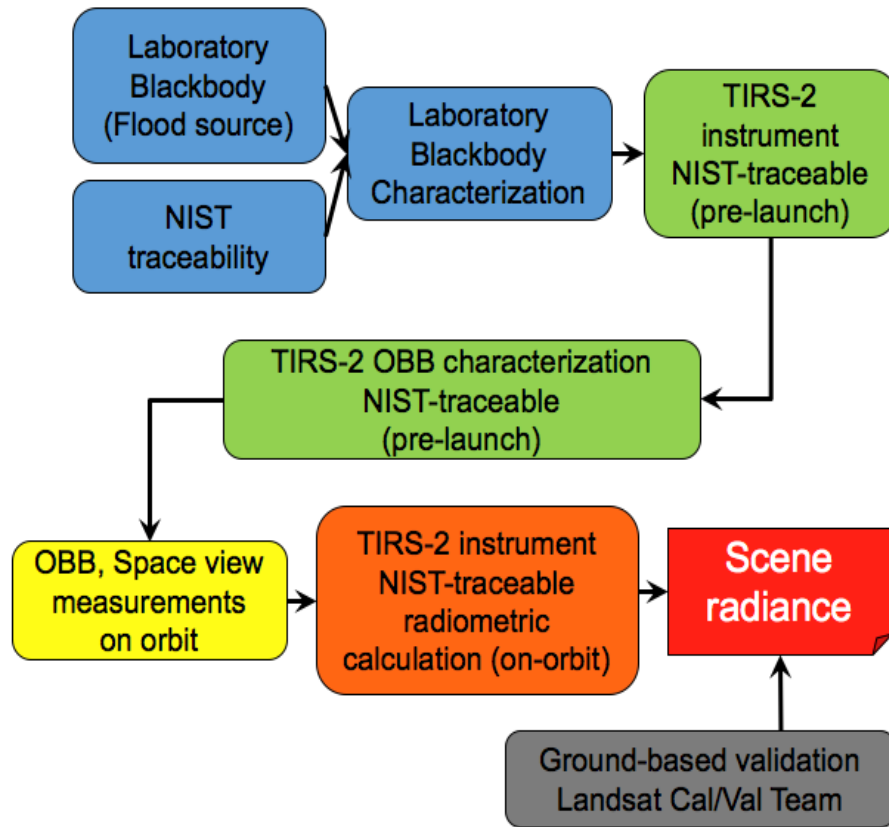 Laboratory
Blackbody
(Flood source)
NIST
traceability
Laboratory
Blackbody
Characterization
TIRS-2
instrument
NIST-traceable
(pre-launch)
TIRS-2 OBB characterization
NIST-traceable
(pre-launch)
OBB, Space view
measurements
on orbit
TIRS-2 instrument
NIST-traceable
radiometric
calculation (on-orbit)
Scene
radiance
Ground-based validation
Landsat Cal/Val Team